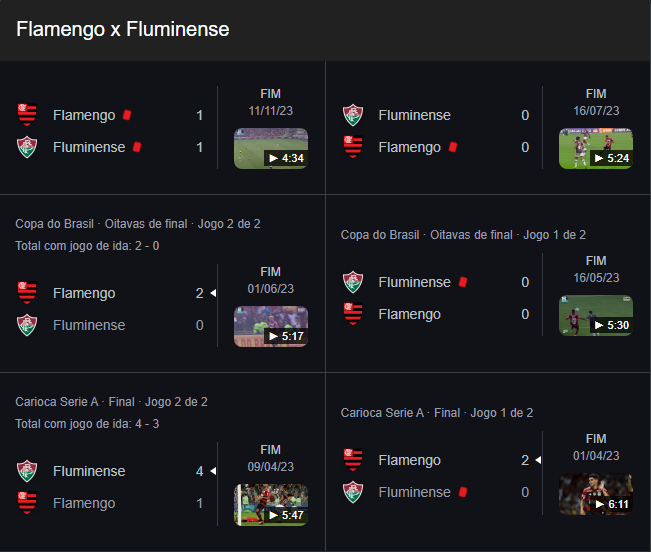 Flamengo x Fluminense
Flamengo 1
Fluminense 1
FIM
11/11/23
4:34
Fluminense 0
Flamengo 0
FIM
16/07/23
5:24
Copa do Brasil · Oitavas de final · Jogo 2 de 2
Total com jogo de ida: 2 - 0
Flamengo 2
Fluminense 0
FIM
01/06/23
5:17
Copa do Brasil · Oitavas de final · Jogo 1 de 2
Fluminense 0
Flamengo 0
FIM
16/05/23
5:30
Carioca Serie A · Final · Jogo 2 de 2
Total com jogo de ida: 4 - 3
Fluminense 4
Flamengo 1
FIM
09/04/23
5:47
Carioca Serie A · Final · Jogo 1 de 2
Flamengo 2
Fluminense 0
FIM
01/04/23
6:11